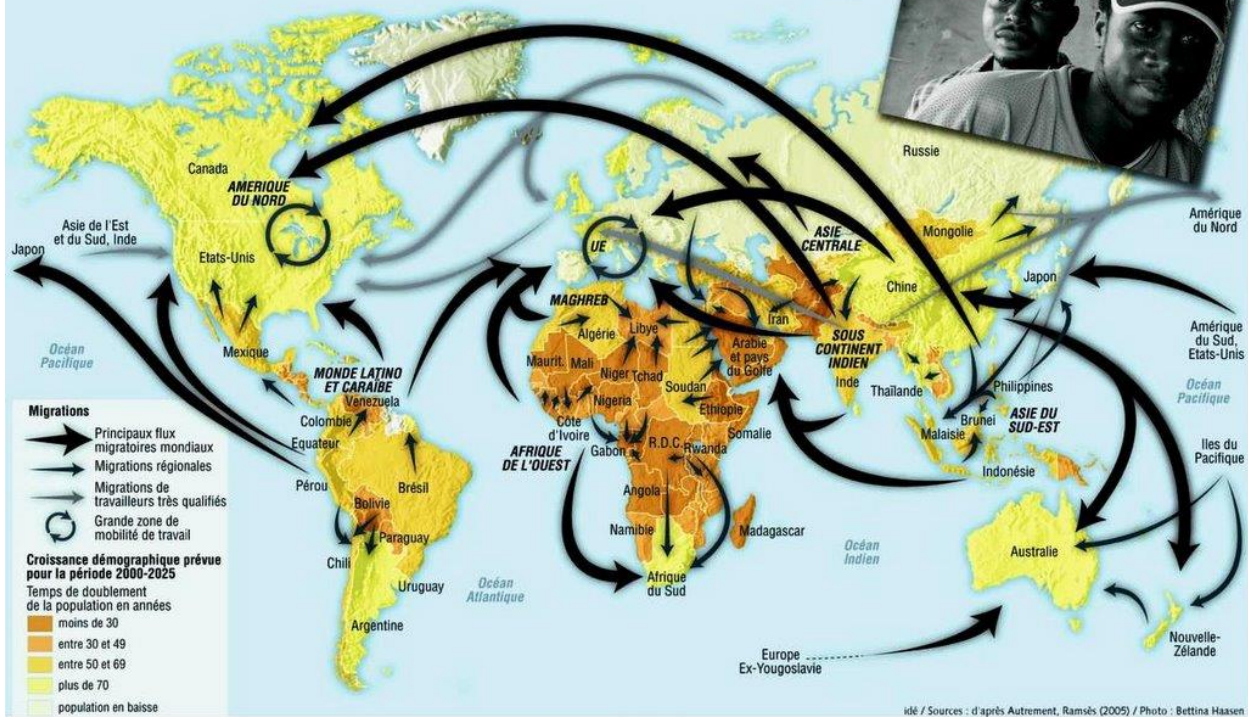 Canada
AMERIQUE
DU NORD
Asie de l'Est
et du Sud, Inde
Japon
Etats-Unis
Océan
Pacifique
Mexique
MONDE LATINO
ET CARAÏBE
Venezuela
Colombie
Equateur
Pérou
Brésil
Bolivie
Paraguay
Chili
Uruguay
Argentine
Océan
Atlantique
UE
MAGHREB
Algérie
Libye
Maurit.
Mali
Niger
Tchad
Soudan
Nigeria
Ethiopie
Côte
d'Ivoire
Somalie
AFRIQUE
DE L'OUEST
Gabon
R.D.C.
Rwanda
Angola
Namibie
Madagascar
Afrique
du Sud
Russie
ASIE
CENTRALE
Mongolie
Chine
Japon
Iran
Arabie
et pays
du Golfe
SOUS
CONTINENT
INDIEN
Inde
Thaïlande
Philippines
Brunei
Malaisie
ASIE DU
SUD-EST
Indonésie
Amérique
du Nord
Amérique
du Sud,
Etats-Unis
Océan
Pacifique
Iles du
Pacifique
Océan
Indien
Australie
Nouvelle-
Zélande
Europe
Ex-Yougoslavie
Migrations
Principaux flux
migratoires mondiaux
Migrations régionales
Migrations de
travailleurs très qualifiés
Grande zone de
mobilité de travail
Croissance démographique prévue
pour la période 2000-2025
Temps de doublement
de la population en années
moins de 30
entre 30 et 49
entre 50 et 69
plus de 70
population en baisse
idé / Sources : d'après Autrement, Ramsès (2005) / Photo : Bettina Haasen